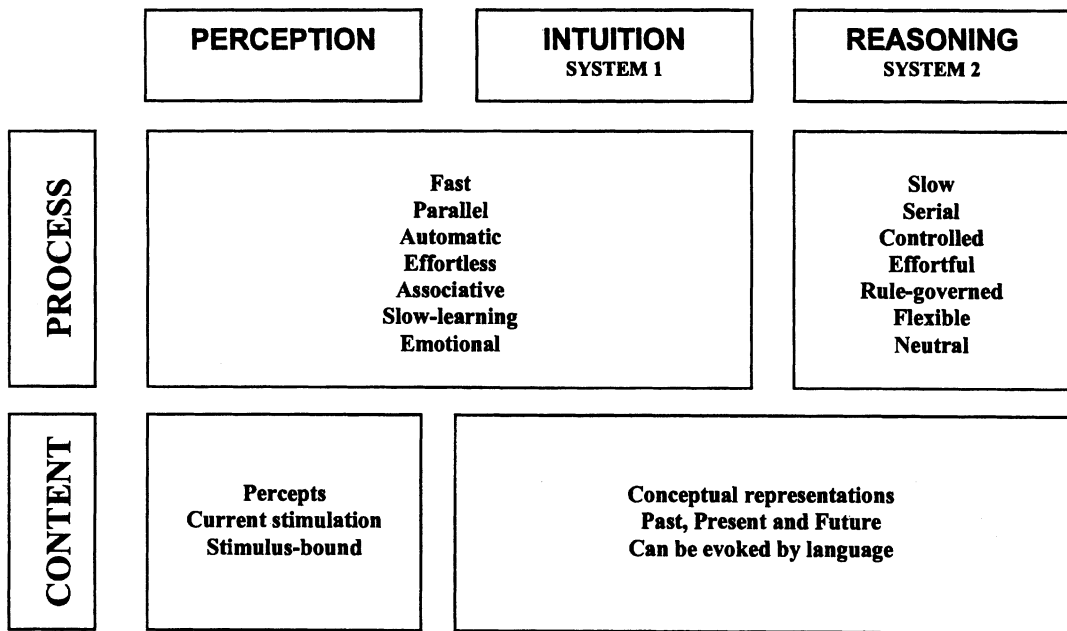 PERCEPTION
INTUITION
SYSTEM 1
REASONING
SYSTEM 2
PROCESS
Fast
Parallel
Automatic
Effortless
Associative
Slow-learning
Emotional
Slow
Serial
Controlled
Effortful
Rule-governed
Flexible
Neutral
CONTENT
Percepts
Current stimulation
Stimulus-bound
Conceptual representations
Past, Present and Future
Can be evoked by language